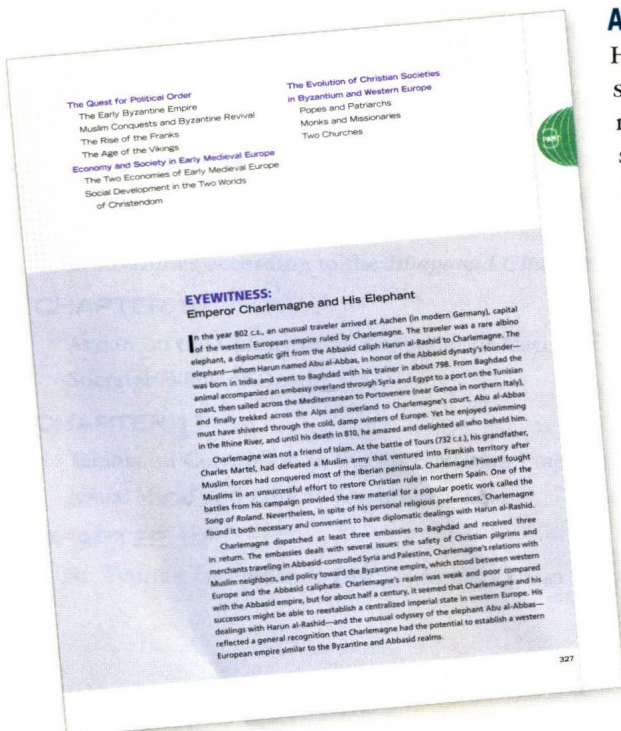 The Quest for Political Order
The Early Byzantine Empire
Muslim Conquests and Byzantine Revival
The Rise of the Franks
The Age of the Vikings
Economy and Society in Early Medieval Europe
The Two Economies of Early Medieval Europe
Social Development in the Two Worlds
of Christendom
The Evolution of Christian Societies
in Byzantium and Western Europe
Popes and Patriarchs
Monks and Missionaries
Two Churches
EYEWITNESS:
Emperor Charlemagne and His Elephant
In the year 802 C.E., an unusual traveler arrived at Aachen (in modern Germany), capital
of the western European empire ruled by Charlemagne. The traveler was a rare albino
elephant, a diplomatic gift from the Abbasid caliph Harun al-Rashid to Charlemagne. The
elephant—whom Harun named Abu al-Abbas, in honor of the Abbasid dynasty's founder—
was born in India and went to Baghdad with his trainer in about 798. From Baghdad the
animal accompanied an embassy overland through Syria and Egypt to a port on the Tunisian
coast, then sailed across the Mediterranean to Portovenere (near Genoa in northern Italy),
and finally trekked across the Alps and overland to Charlemagne's court. Abu al-Abbas
must have shivered through the cold, damp winters of Europe. Yet he enjoyed swimming
in the Rhine River, and until his death in 810, he amazed and delighted all who beheld him.
Charlemagne was not a friend of Islam. At the battle of Tours (732 C.E.), his grandfather,
Charles Martel, had defeated a Muslim army that ventured into Frankish territory after
Muslim forces had conquered most of the Iberian peninsula. Charlemagne himself fought
Muslims in an unsuccessful effort to restore Christian rule in northern Spain. One of the
battles from his campaign provided the raw material for a popular poetic work called the
Song of Roland. Nevertheless, in spite of his personal religious preferences, Charlemagne
found it both necessary and convenient to have diplomatic dealings with Harun al-Rashid.
Charlemagne dispatched at least three embassies to Baghdad and received three
in return. The embassies dealt with several issues: the safety of Christian pilgrims and
merchants traveling in Abbasid-controlled Syria and Palestine, Charlemagne's relations with
Muslim neighbors, and policy toward the Byzantine empire, which stood between western
Europe and the Abbasid caliphate. Charlemagne's realm was weak and poor compared
with the Abbasid empire, but for about half a century, it seemed that Charlemagne and his
successors might be able to reestablish a centralized imperial state in western Europe. His
dealings with Harun al-Rashid—and the unusual odyssey of the elephant Abu al-Abbas—
reflected a general recognition that Charlemagne had the potential to establish a western
European empire similar to the Byzantine and Abbasid realms.
327